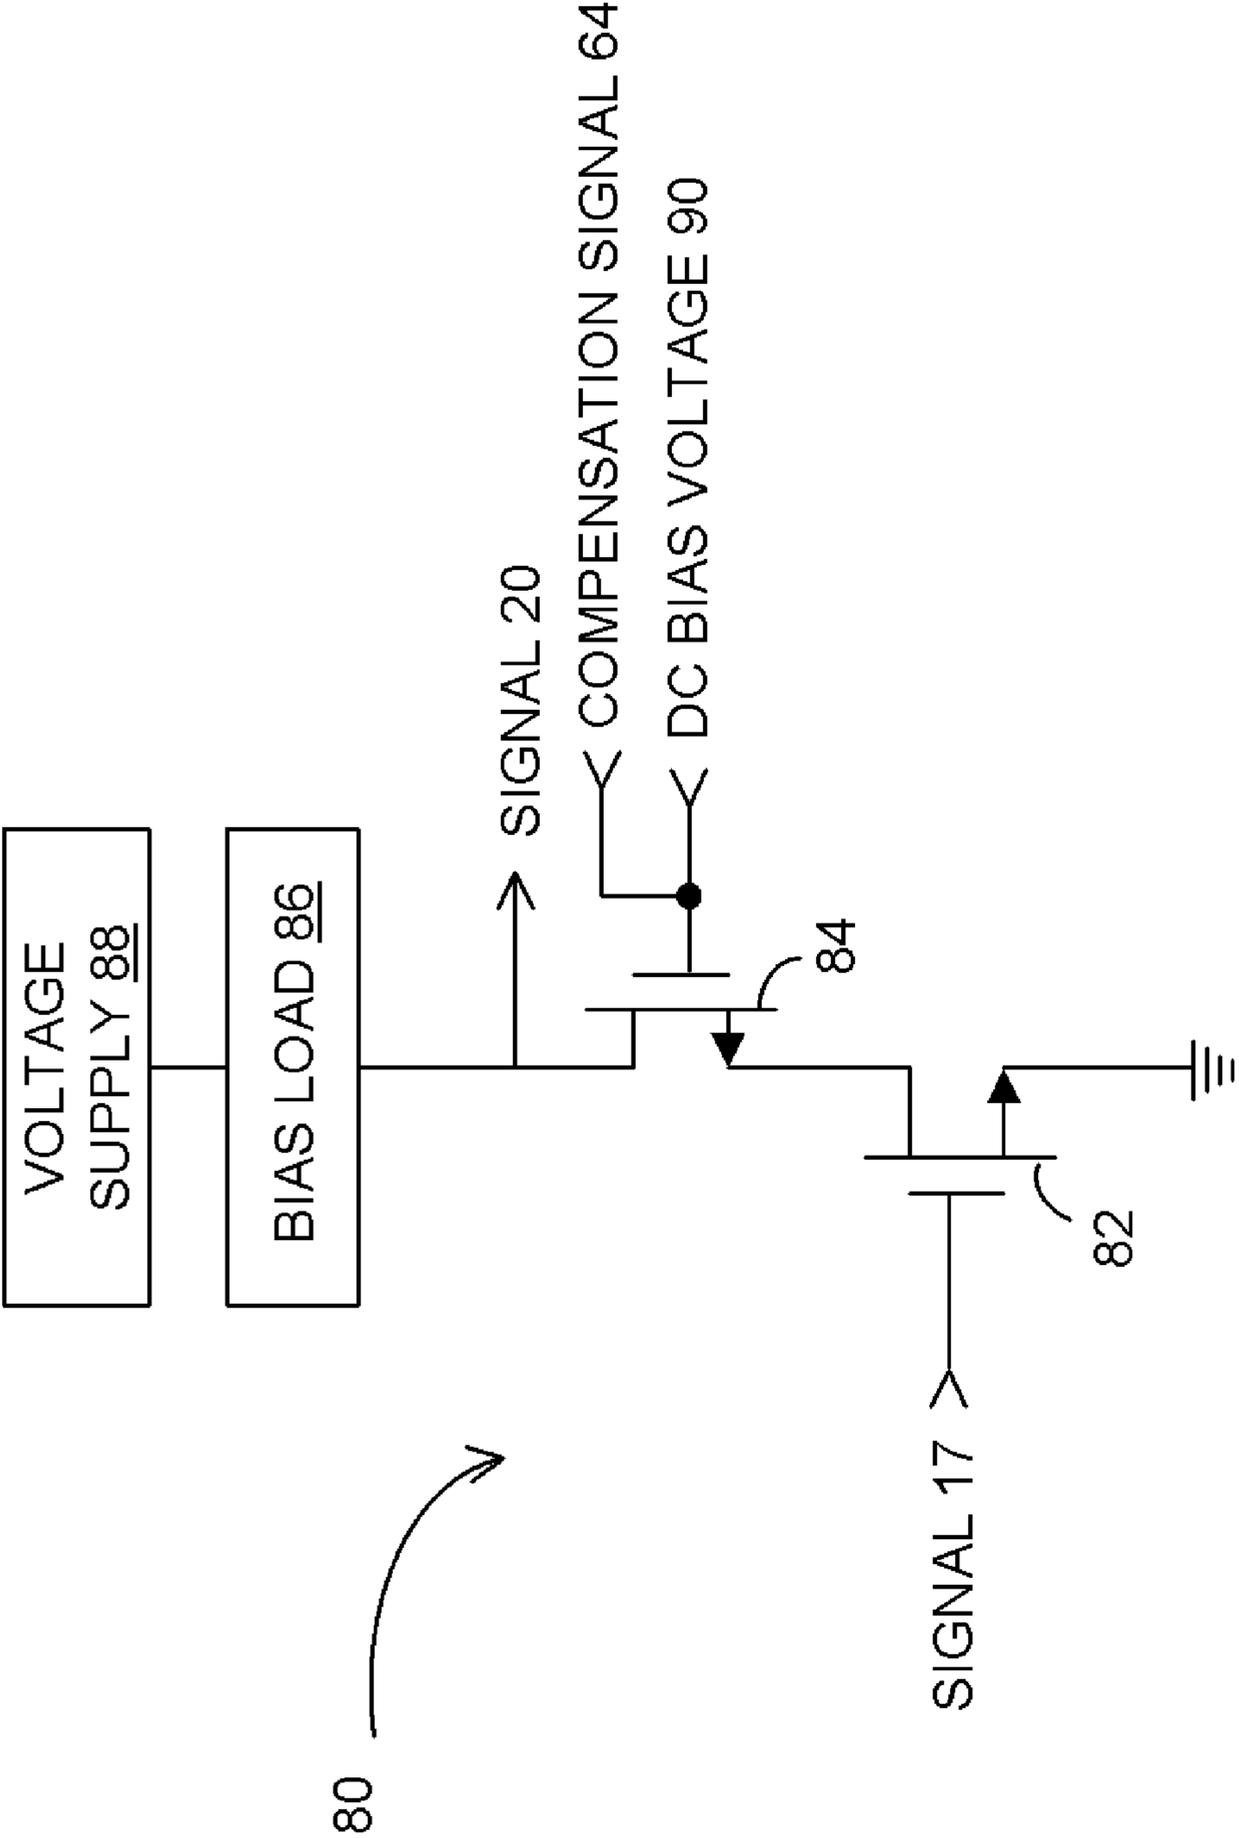 VOLTAGE
SUPPLY 88
BIAS LOAD 86
SIGNAL 20
COMPENSATION SIGNAL 64
DC BIAS VOLTAGE 90
84
82
SIGNAL 17
80